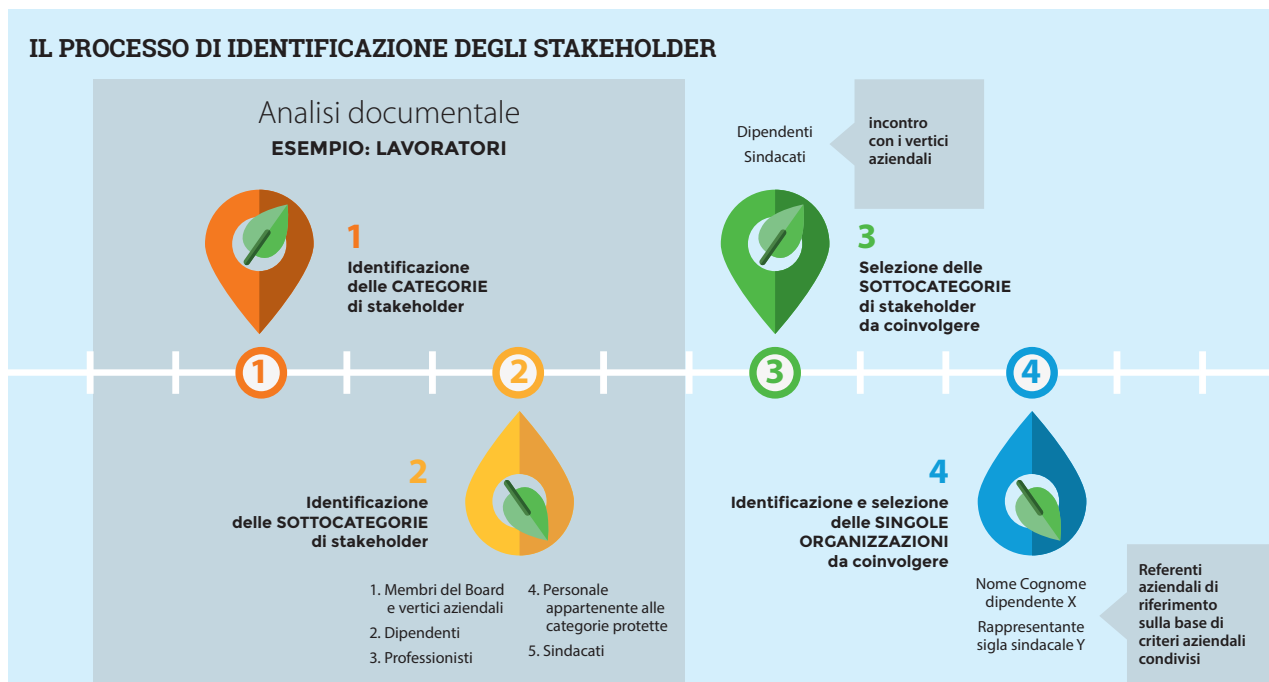 IL PROCESSO DI IDENTIFICAZIONE DEGLI STAKEHOLDER
Analisi documentale
ESEMPIO: LAVORATORI
1
Identificazione
delle CATEGORIE
di stakeholder
Dipendenti
Sindacati
incontro
con i vertici
aziendali
3
Selezione delle
SOTTOCATEGORIE
di stakeholder
da coinvolgere
1
2
3
4
2
Identificazione
delle SOTTOCATEGORIE
di stakeholder
1. Membri del Board
e vertici aziendali
2. Dipendenti
3. Professionisti
4. Personale
appartenente alle
categorie protette
5. Sindacati
4
Identificazione e selezione
delle SINGOLE
ORGANIZZAZIONI
da coinvolgere
Nome Cognome
dipendente X
Rappresentante
sigla sindacale Y
Referenti
aziendali di
riferimento
sulla base di
criteri aziendali
condivisi